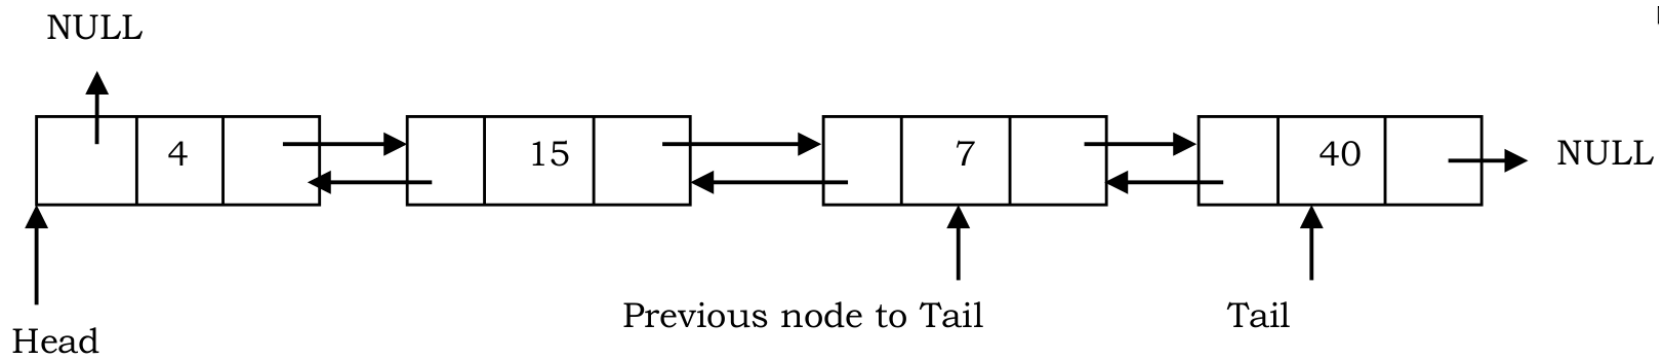 NULL
4
15
7
40
NULL
Previous node to Tail
Tail
Head